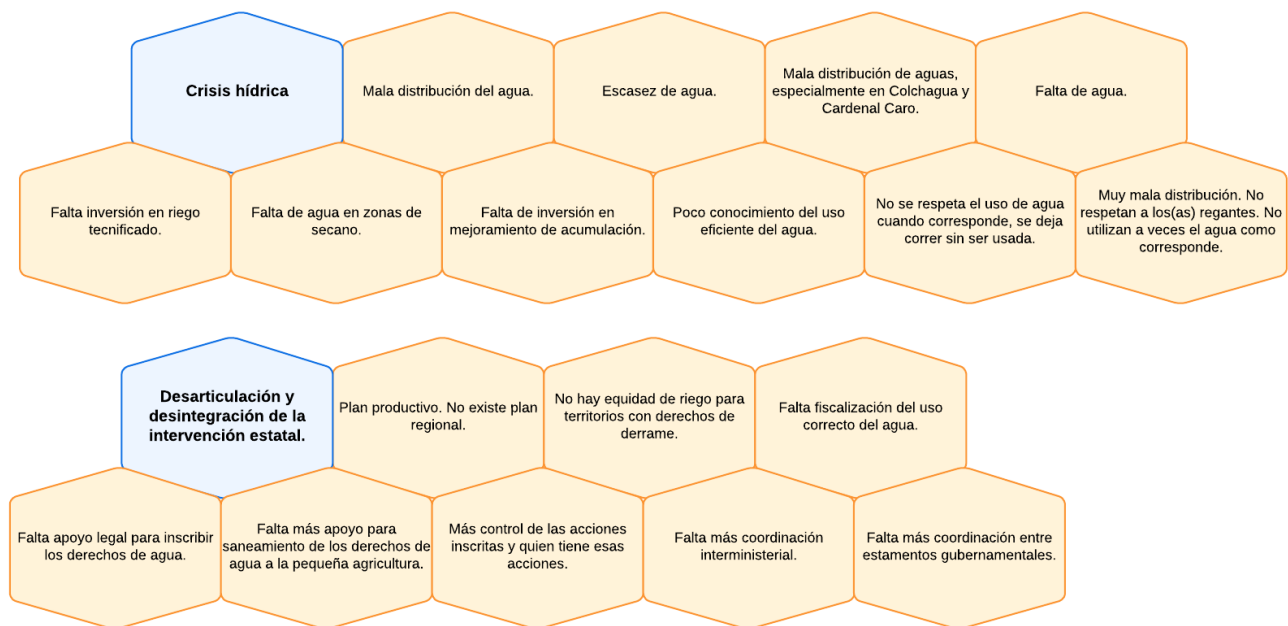 Crisis hídrica
Mala distribución del agua.
Escasez de agua.
Mala distribución de aguas,
especialmente en Colchagua y
Cardenal Caro.
Falta de agua.
Falta inversión en riego
tecnificado.
Falta de agua en zonas de
secano.
Falta de inversión en
mejoramiento de acumulación.
Poco conocimiento del uso
eficiente del agua.
No se respeta el uso de agua
cuando corresponde, se deja
correr sin ser usada.
Muy mala distribución. No
respetan a los(as) regantes. No
utilizan a veces el agua como
corresponde.
Desarticulación y
desintegración de la
intervención estatal.
Plan productivo. No existe plan
regional.
No hay equidad de riego para
territorios con derechos de
derrame.
Falta fiscalización del uso
correcto del agua.
Falta apoyo legal para inscribir
los derechos de agua.
Falta más apoyo para
saneamiento de los derechos de
agua a la pequeña agricultura.
Más control de las acciones
inscritas y quien tiene esas
acciones.
Falta más coordinación
interministerial.
Falta más coordinación entre
estamentos gubernamentales.